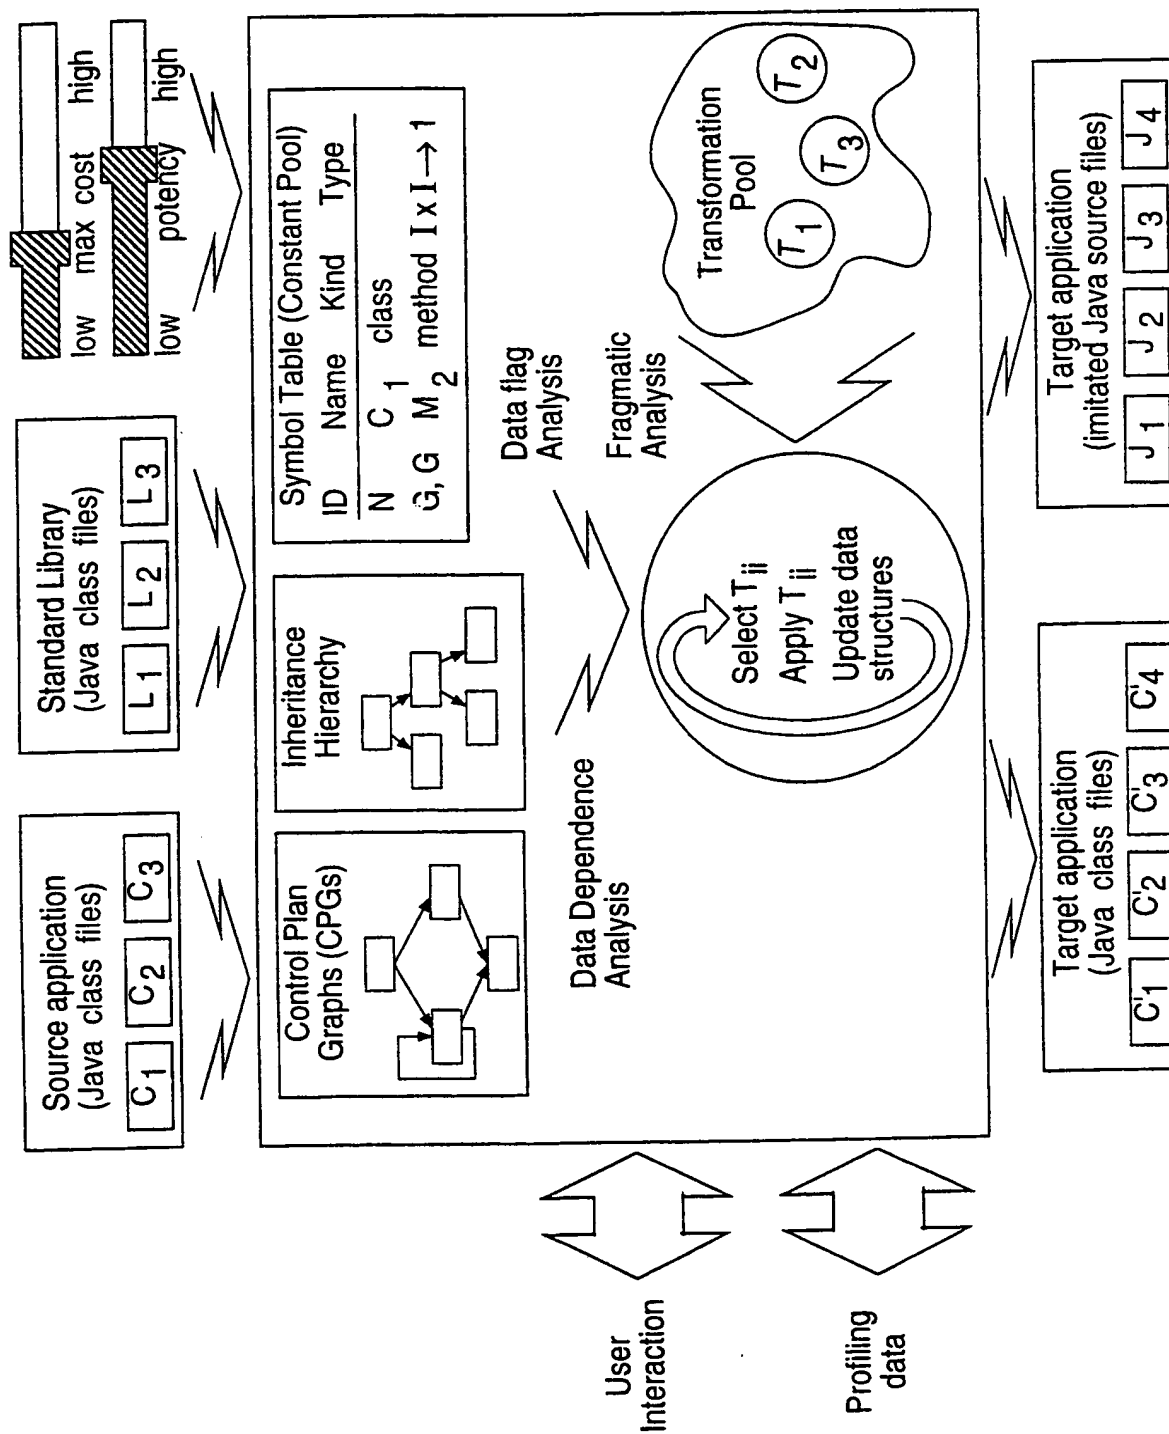 Source application
(Java class files)
C1 C2 C3
Standard Library
(Java class files)
L1 L2 L3
low max cost high
low potency high
Control Plan
Graphs (CPGs)
Inheritance
Hierarchy
Symbol Table (Constant Pool)
ID Name Kind Type
N C1 class
G, G M'2 method I x I → 1
Data Dependence
Analysis
Data flag
Analysis
Fragmatic
Analysis
User
Interaction
Profiling
data
Select Tii
Apply Tii
Update data
structures
Transformation
Pool
T1 T3 T2
Target application
(Java class files)
C'1 C'2 C'3 C'4
Target application
(imitated Java source files)
J1 J2 J3 J4